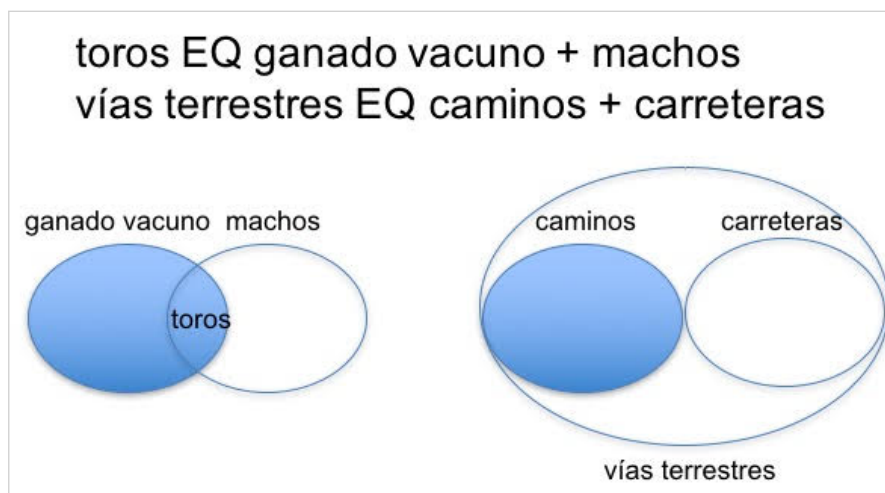 toros EQ ganado vacuno + machos
vías terrestres EQ caminos + carreteras
ganado vacuno machos
caminos carreteras
toros
vías terrestres